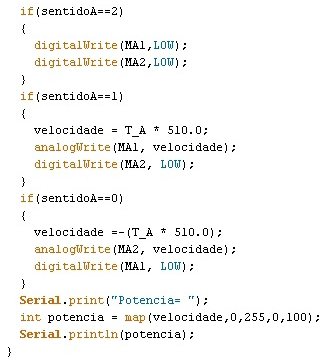 if(sentidoA==2)
{
digitalWrite(MA1,LOW);
digitalWrite(MA2,LOW);
}
if(sentidoA==1)
{
velocidade = T_A * 510.0;
analogWrite(MA1, velocidade);
digitalWrite(MA2, LOW);
}
if(sentidoA==0)
{
velocidade =-(T_A * 510.0);
analogWrite(MA2, velocidade);
digitalWrite(MA1, LOW);
}
Serial.print("Potencia= ");
int potencia = map(velocidade,0,255,0,100);
Serial.println(potencia);
}